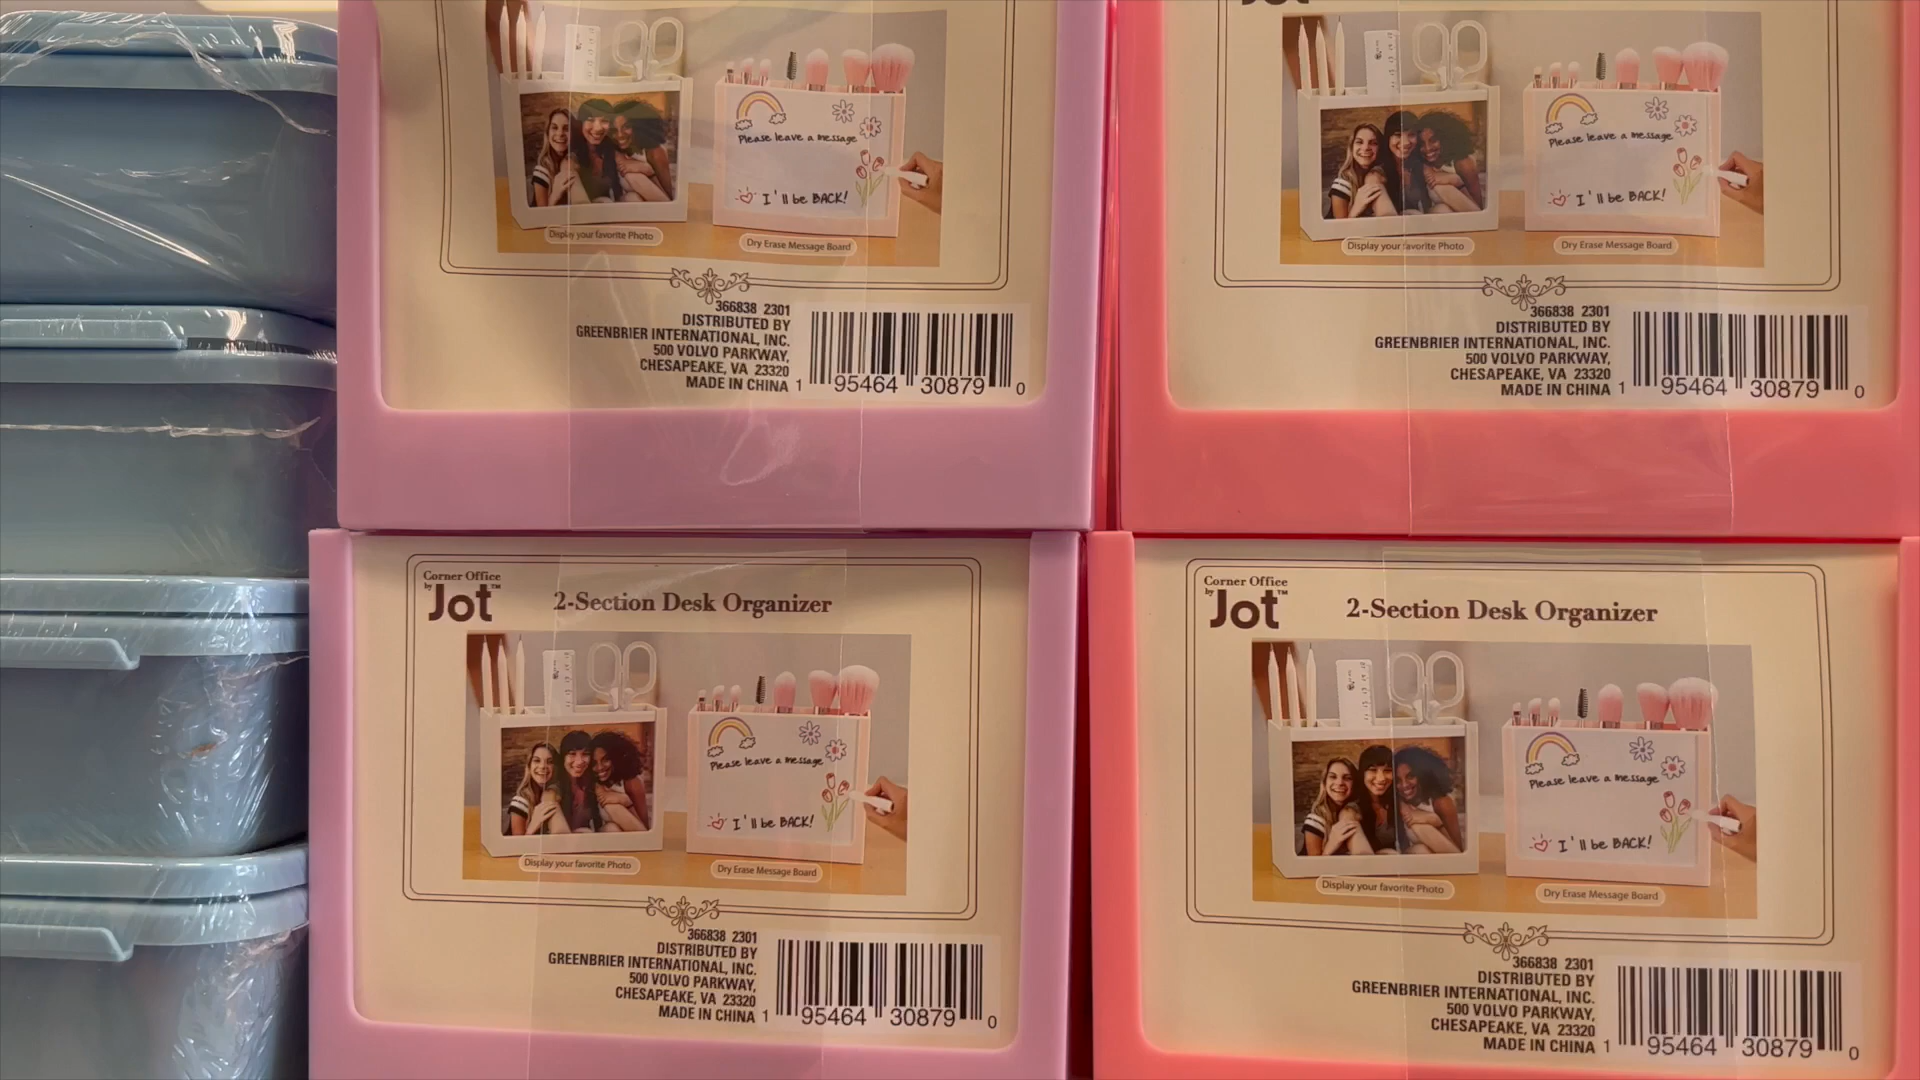 Please leave a message
I'll be BACK!
Display your favorite Photo
Dry Erase Message Board
366838 2301
DISTRIBUTED BY
GREENBRIER INTERNATIONAL, INC.
500 VOLVO PARKWAY,
CHESAPEAKE, VA 23320
MADE IN CHINA
1 95464 30879 0
Jot
Please leave a message
I'll be BACK!
Display your favorite Photo
Dry Erase Message Board
366838 2301
DISTRIBUTED BY
GREENBRIER INTERNATIONAL, INC.
500 VOLVO PARKWAY,
CHESAPEAKE, VA 23320
MADE IN CHINA
1 95464 30879 0
Corner Office
by Jot™
2-Section Desk Organizer
Please leave a message
I'll be BACK!
Display your favorite Photo
Dry Erase Message Board
366838 2301
DISTRIBUTED BY
GREENBRIER INTERNATIONAL, INC.
500 VOLVO PARKWAY,
CHESAPEAKE, VA 23320
MADE IN CHINA
1 95464 30879 0
Corner Office
by Jot™
2-Section Desk Organizer
Please leave a message
I'll be BACK!
Display your favorite Photo
Dry Erase Message Board
366838 2301
DISTRIBUTED BY
GREENBRIER INTERNATIONAL, INC.
500 VOLVO PARKWAY,
CHESAPEAKE, VA 23320
MADE IN CHINA
1 95464 30879 0